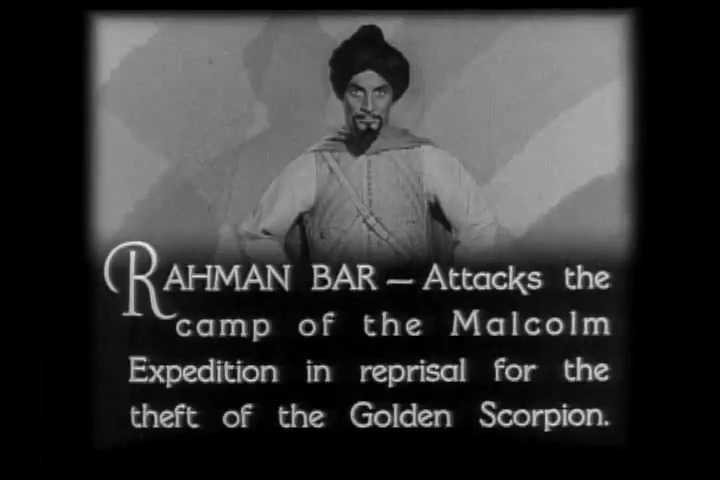 RAHMAN BAR — Attacks the
camp of the Malcolm
Expedition in reprisal for the
theft of the Golden Scorpion.